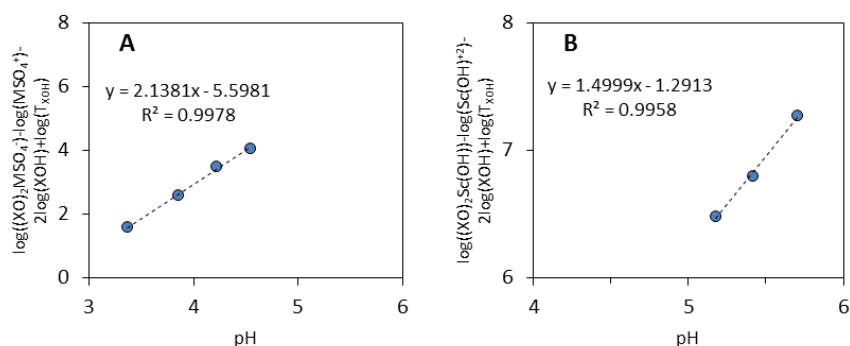 A
log((XO)₂MSO₄⁻)-log(MSO₄⁺)-
2log(XOH)+log(T_XOH)
y = 2.1381x - 5.5981
R² = 0.9978
8
6
4
2
0
3
4
5
6
pH
B
log((XO)₂Sc(OH))-log(Sc(OH)⁺²)-
2log(XOH)+log(T_XOH)
y = 1.4999x - 1.2913
R² = 0.9958
8
7
6
4
5
6
pH